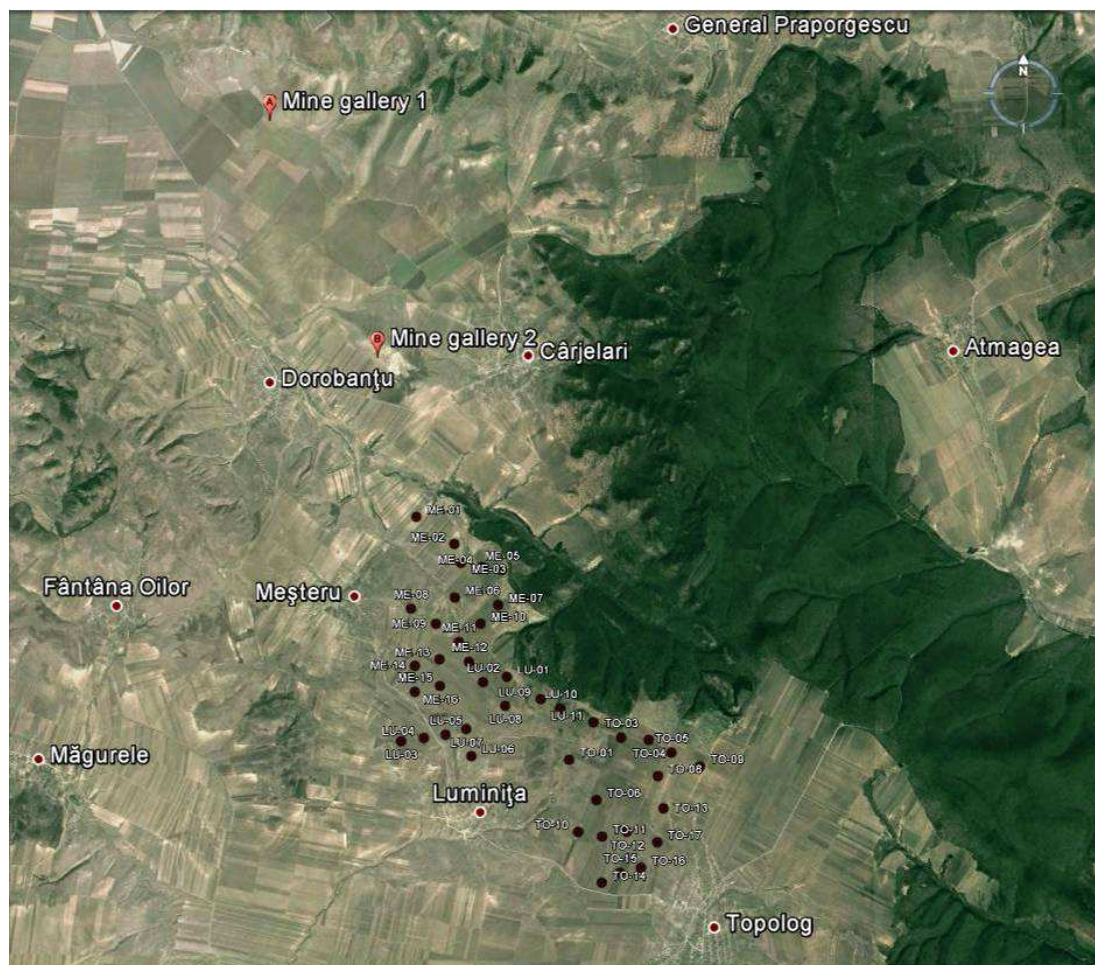 General Praporgescu
N
A
Mine gallery 1
1
B
Mine gallery 2
Cârjelari
Atmagea
Dorobanţu
ME-01
ME-02
ME-05
ME-04
ME-03
Fântâna Oilor
Meşteru
ME-06
ME-07
ME-08
ME-09
ME-10
ME-11
ME-12
ME-13
ME-14
LU-02
LU-01
ME-15
ME-16
LU-09
LU-10
LU-08
LU-11
LU-05
LU-04
LU-07
LU-03
LU-06
TO-03
TO-05
TO-04
TO-01
TO-09
TO-08
Măgurele
Luminiţa
TO-06
TO-13
TO-10
TO-11
TO-17
TO-12
TO-15
TO-16
TO-14
Topolog